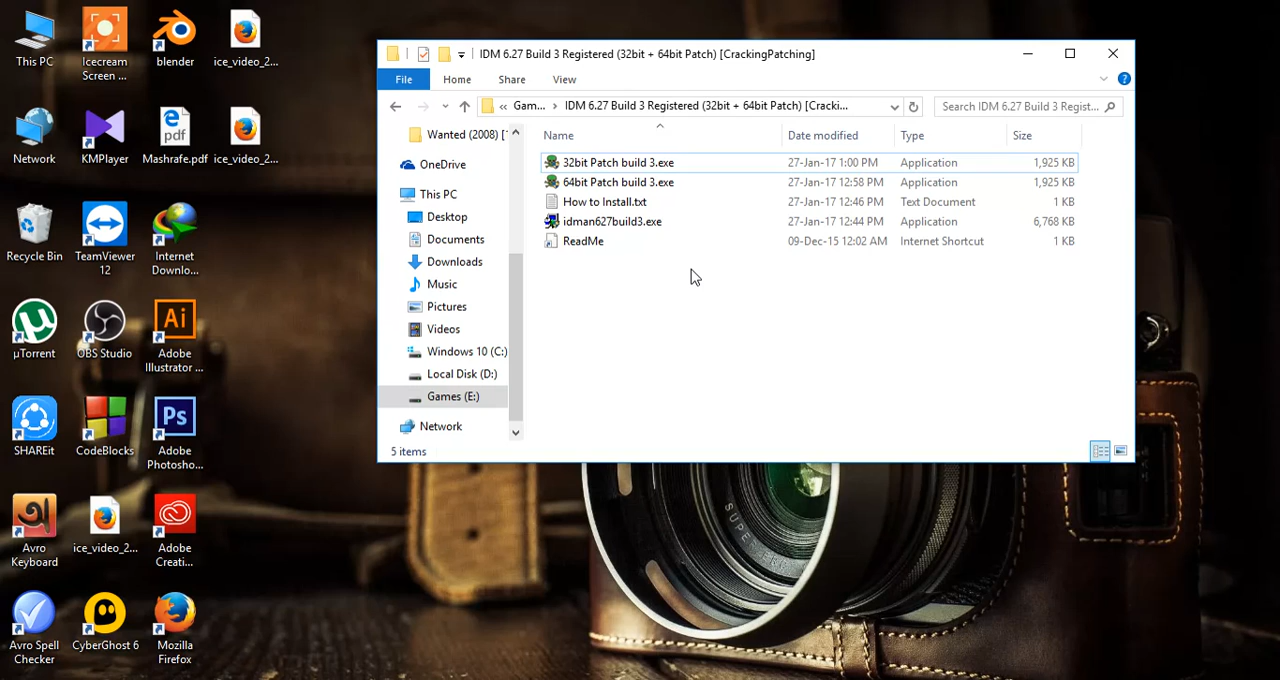 This PC
Icecream Screen ...
blender
ice_video_2...
Network
KMPlayer
Mashrafe.pdf
ice_video_2...
Recycle Bin
TeamViewer 12
Internet Downlo...
µTorrent
OBS Studio
Adobe Illustrator ...
SHAREit
CodeBlocks
Adobe Photosho...
Avro Keyboard
ice_video_2...
Adobe Creati...
Avro Spell Checker
CyberGhost 6
Mozilla Firefox
IDM 6.27 Build 3 Registered (32bit + 64bit Patch) [CrackingPatching]
File Home Share View
« Gam... › IDM 6.27 Build 3 Registered (32bit + 64bit Patch) [Cracki...
Search IDM 6.27 Build 3 Regist...
Wanted (2008) [
OneDrive
This PC
Desktop
Documents
Downloads
Music
Pictures
Videos
Windows 10 (C:)
Local Disk (D:)
Games (E:)
Network
Name Date modified Type Size
32bit Patch build 3.exe 27-Jan-17 1:00 PM Application 1,925 KB
64bit Patch build 3.exe 27-Jan-17 12:58 PM Application 1,925 KB
How to Install.txt 27-Jan-17 12:46 PM Text Document 1 KB
idman627build3.exe 27-Jan-17 12:44 PM Application 6,768 KB
ReadMe 09-Dec-15 12:02 AM Internet Shortcut 1 KB
5 items